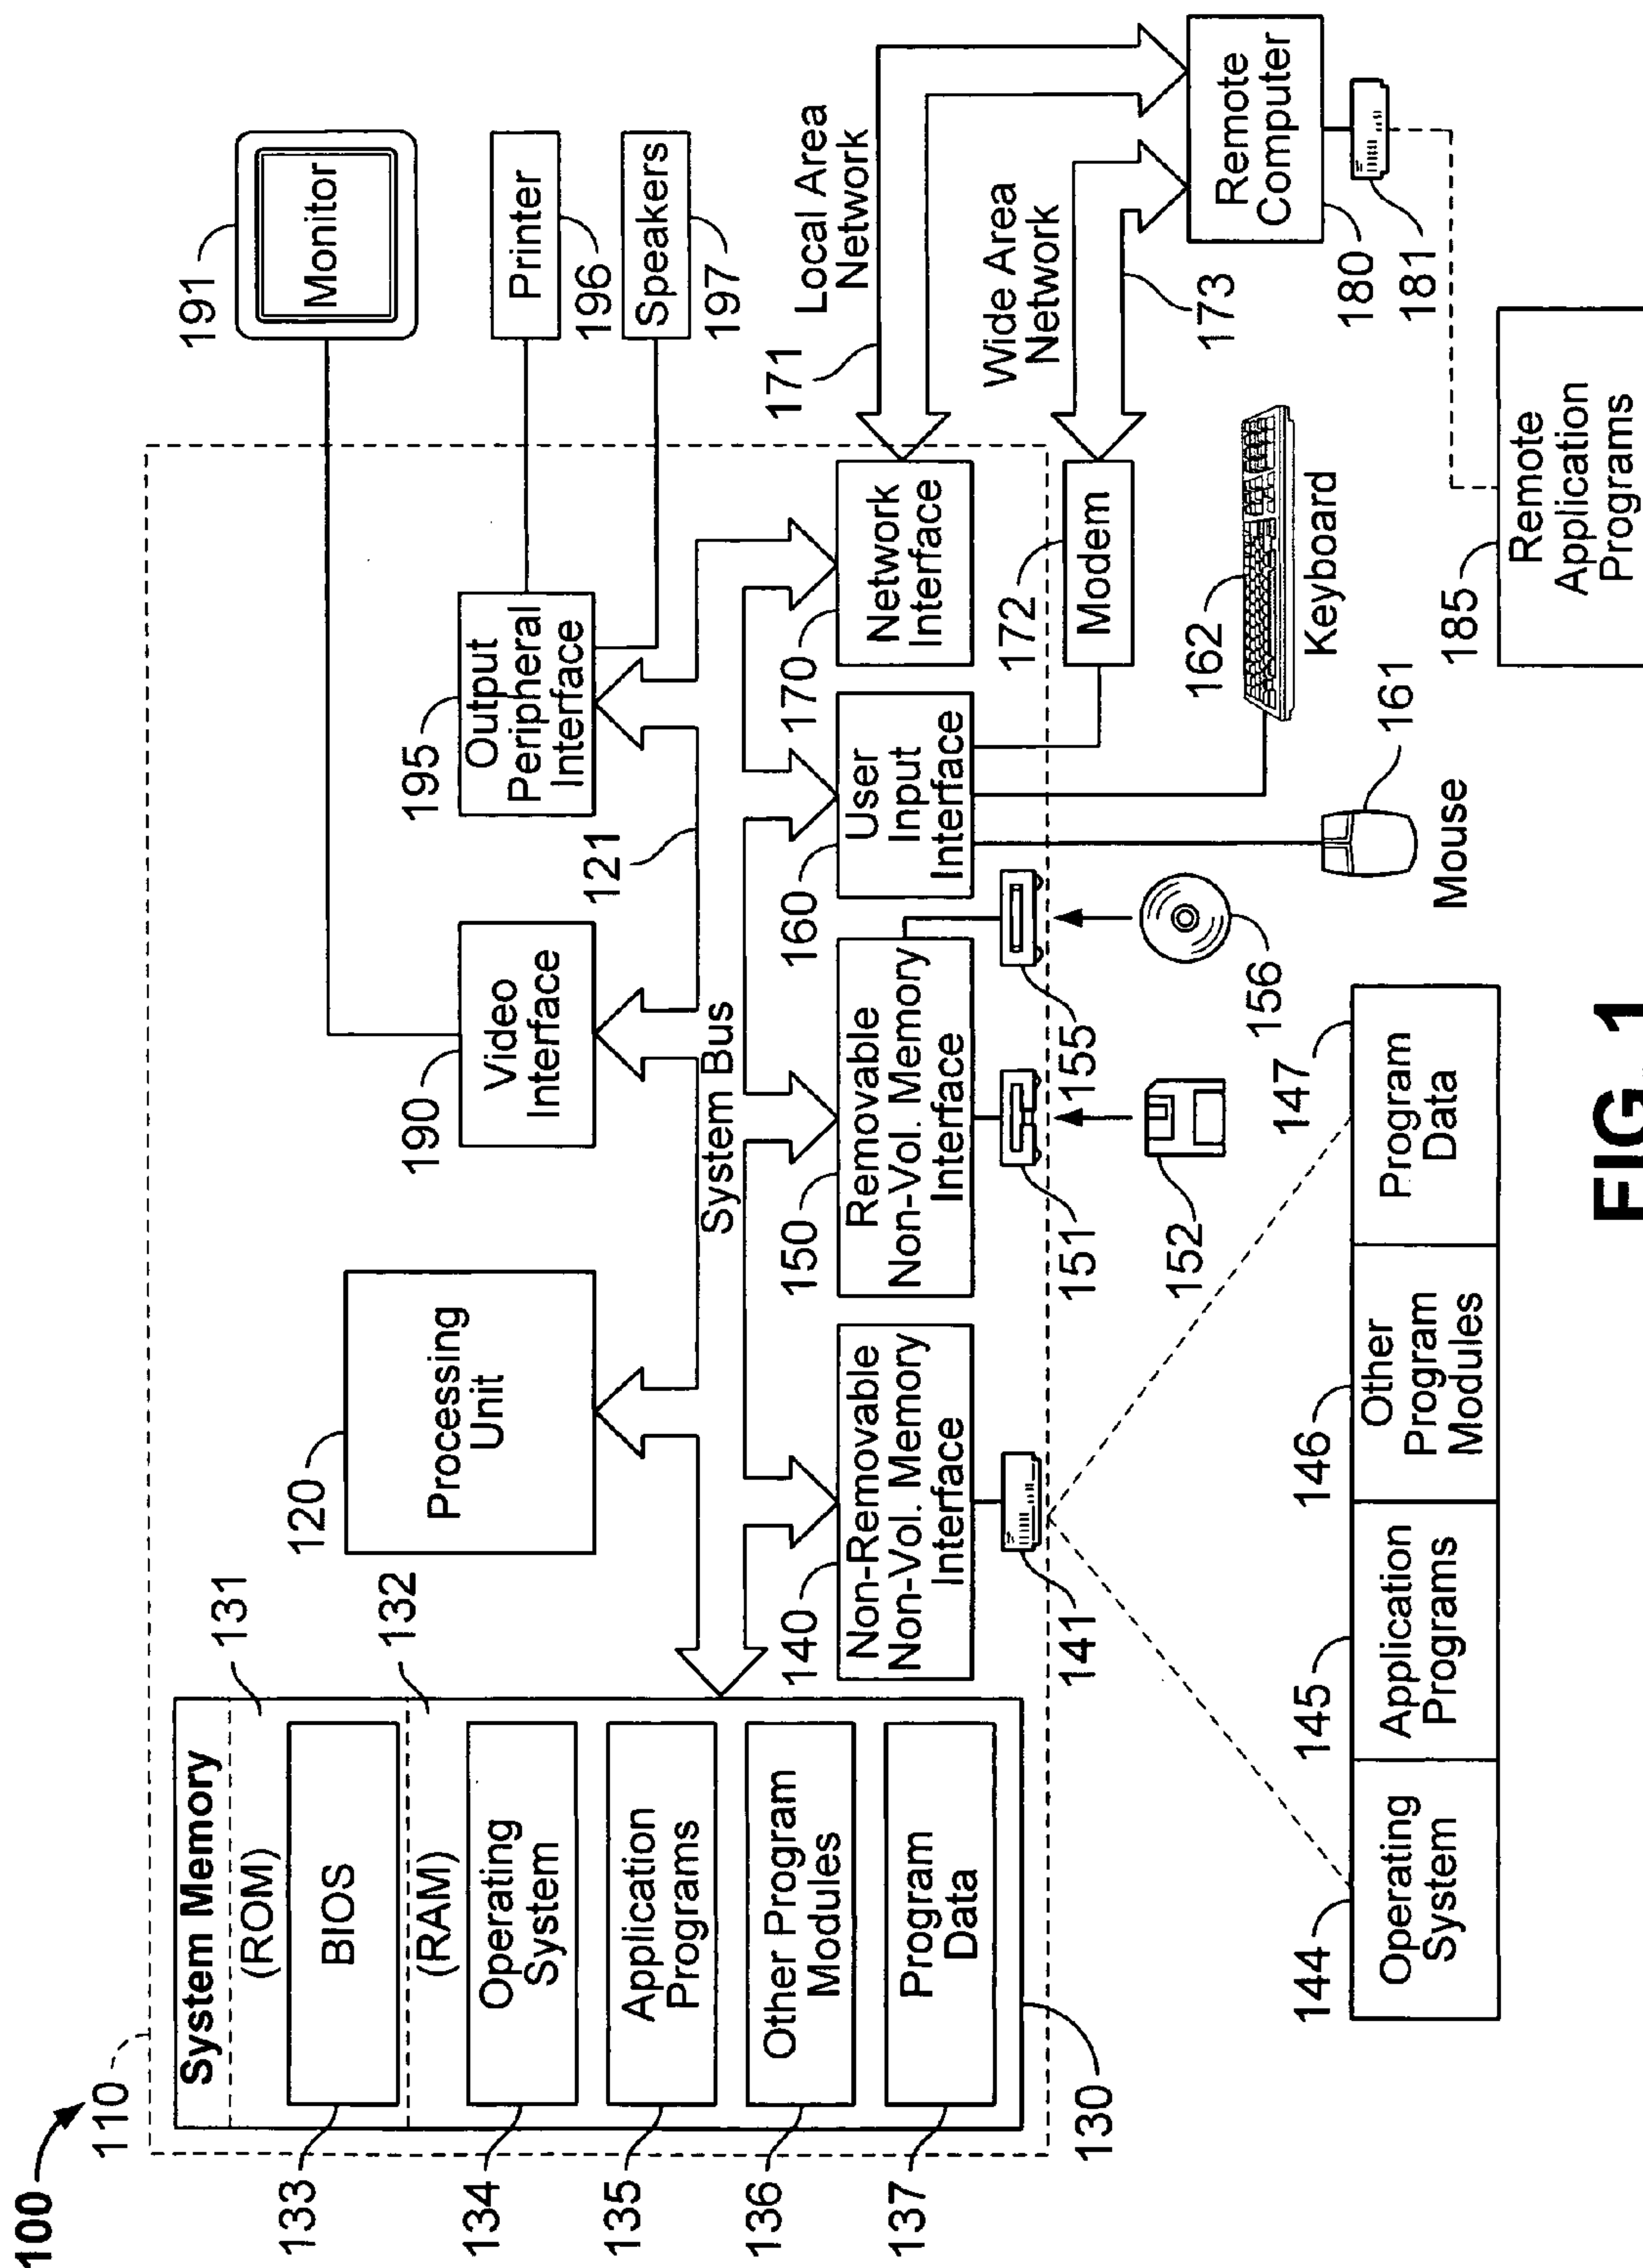 100
110
System Memory
(ROM)
131
BIOS
133
(RAM)
132
Operating
System
134
Application
Programs
135
Other Program
Modules
136
Program
Data
137
130
120
Processing
Unit
190
Video
Interface
195
Output
Peripheral
Interface
191
Monitor
Printer
196
Speakers
197
121
System Bus
140
Non-Removable
Non-Vol. Memory
Interface
141
150
Removable
Non-Vol. Memory
Interface
151
155
152
156
160
User
Input
Interface
170
Network
Interface
172
Modem
171
Local Area
Network
Wide Area
Network
173
Remote
Computer
180
181
162
Keyboard
161
Mouse
185
Remote
Application
Programs
144
Operating
System
145
Application
Programs
146
Other
Program
Modules
147
Program
Data
FIG.1